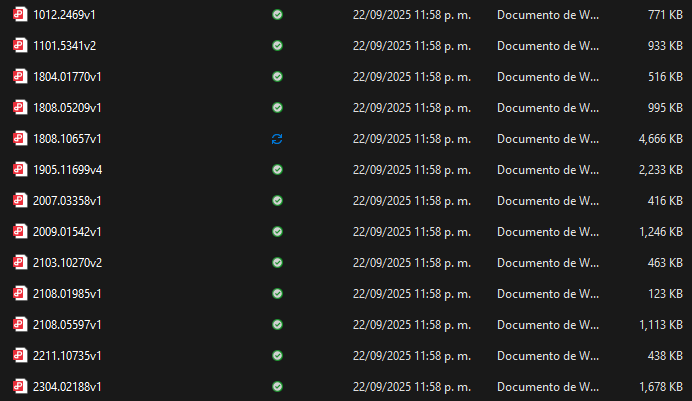 1012.2469v1 22/09/2025 11:58 p. m. Documento de W... 771 KB
1101.5341v2 22/09/2025 11:58 p. m. Documento de W... 933 KB
1804.01770v1 22/09/2025 11:58 p. m. Documento de W... 516 KB
1808.05209v1 22/09/2025 11:58 p. m. Documento de W... 995 KB
1808.10657v1 22/09/2025 11:58 p. m. Documento de W... 4,666 KB
1905.11699v4 22/09/2025 11:58 p. m. Documento de W... 2,233 KB
2007.03358v1 22/09/2025 11:58 p. m. Documento de W... 416 KB
2009.01542v1 22/09/2025 11:58 p. m. Documento de W... 1,246 KB
2103.10270v2 22/09/2025 11:58 p. m. Documento de W... 463 KB
2108.01985v1 22/09/2025 11:58 p. m. Documento de W... 123 KB
2108.05597v1 22/09/2025 11:58 p. m. Documento de W... 1,113 KB
2211.10735v1 22/09/2025 11:58 p. m. Documento de W... 438 KB
2304.02188v1 22/09/2025 11:58 p. m. Documento de W... 1,678 KB